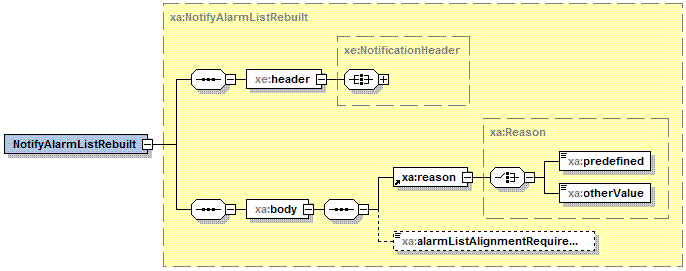 xa:NotifyAlarmListRebuilt
xe:NotificationHeader
xe:header
NotifyAlarmListRebuilt
xa:Reason
xa:predefined
xa:reason
xa:otherValue
xa:body
xa:alarmListAlignmentRequire...